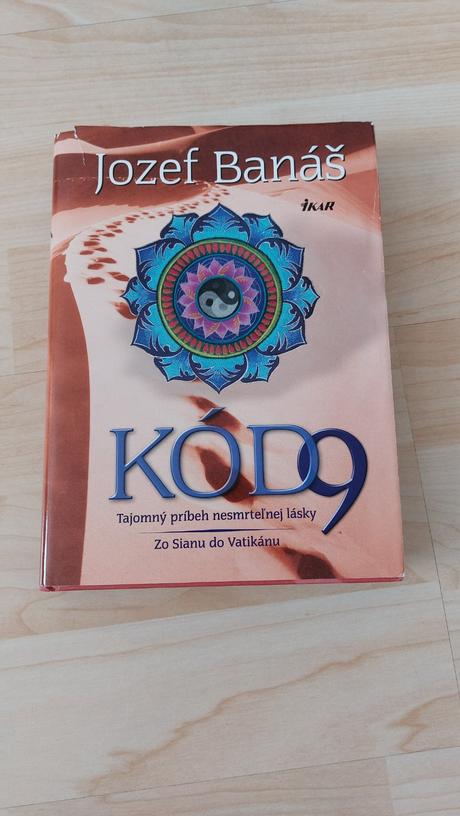 Jozef Banáš
IKAR
KÓD9
Tajomný príbeh nesmrteľnej lásky
Zo Sianu do Vatikánu